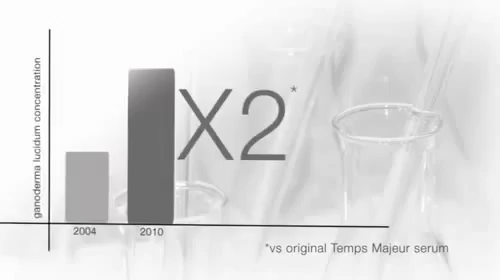 ganoderma lucidum concentration
X2*
2004
2010
*vs original Temps Majeur serum